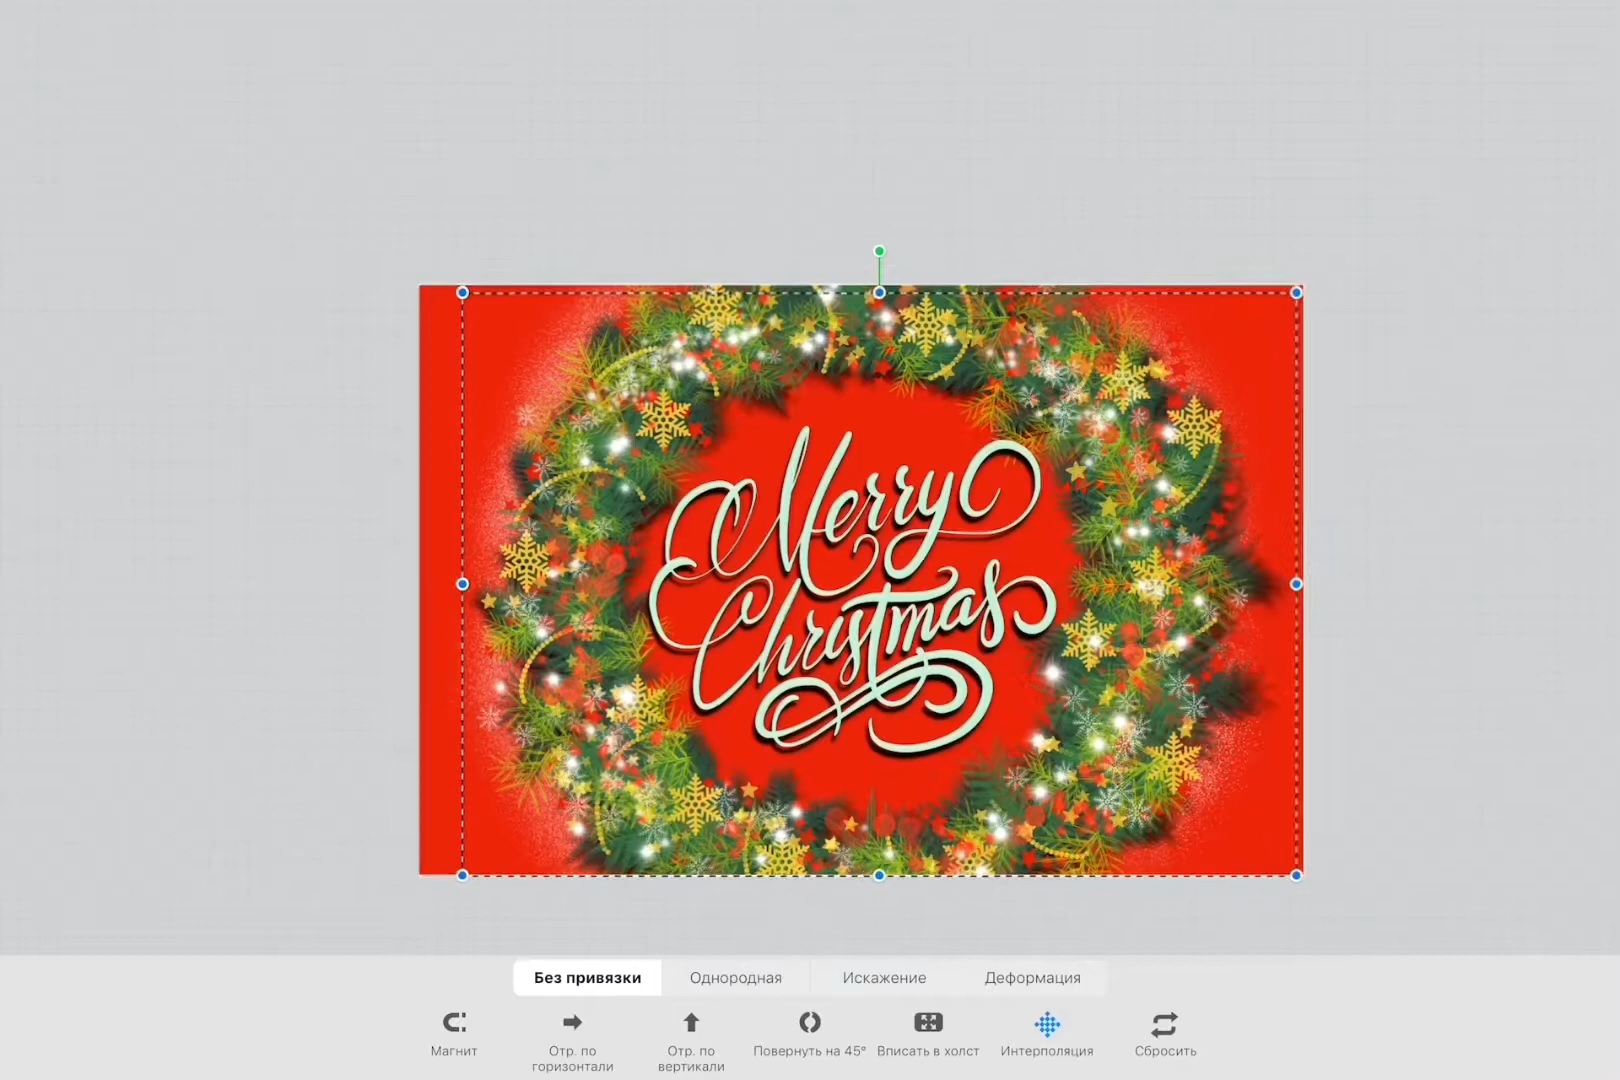 Merry
Christmas
Без привязки
Однородная
Искажение
Деформация
Магнит
Отр. по
горизонтали
Отр. по
вертикали
Повернуть на 45°
Вписать в холст
Интерполяция
Сбросить